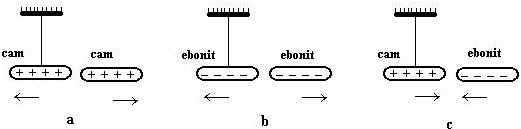 cam cam
+ + + + + + + +
a
ebonit ebonit
− − − − − − − −
b
cam ebonit
+ + + + − − − −
c